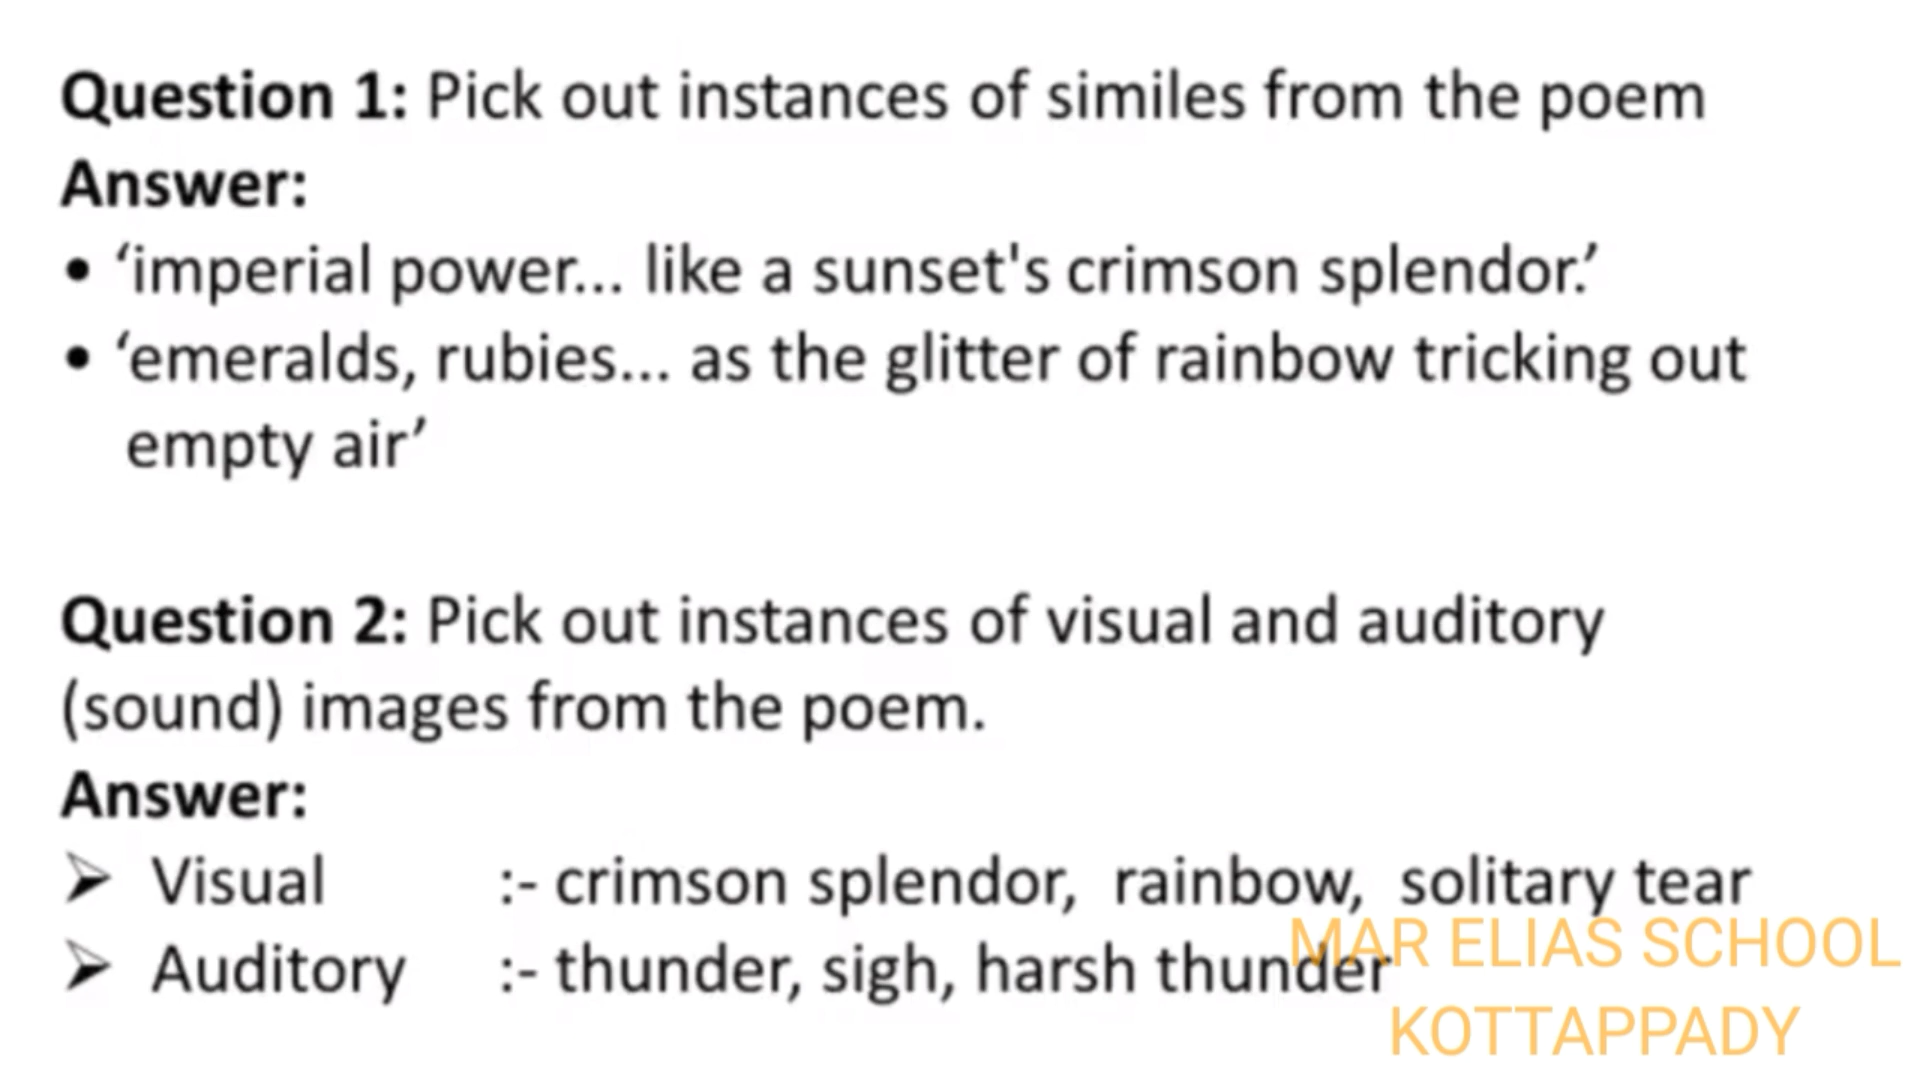 Question 1: Pick out instances of similes from the poem
Answer:
• ‘imperial power... like a sunset's crimson splendor.’
• ‘emeralds, rubies... as the glitter of rainbow tricking out
empty air’
Question 2: Pick out instances of visual and auditory
(sound) images from the poem.
Answer:
➢ Visual :- crimson splendor, rainbow, solitary tear
➢ Auditory :- thunder, sigh, harsh thunder
MAR ELIAS SCHOOL
KOTTAPPADY